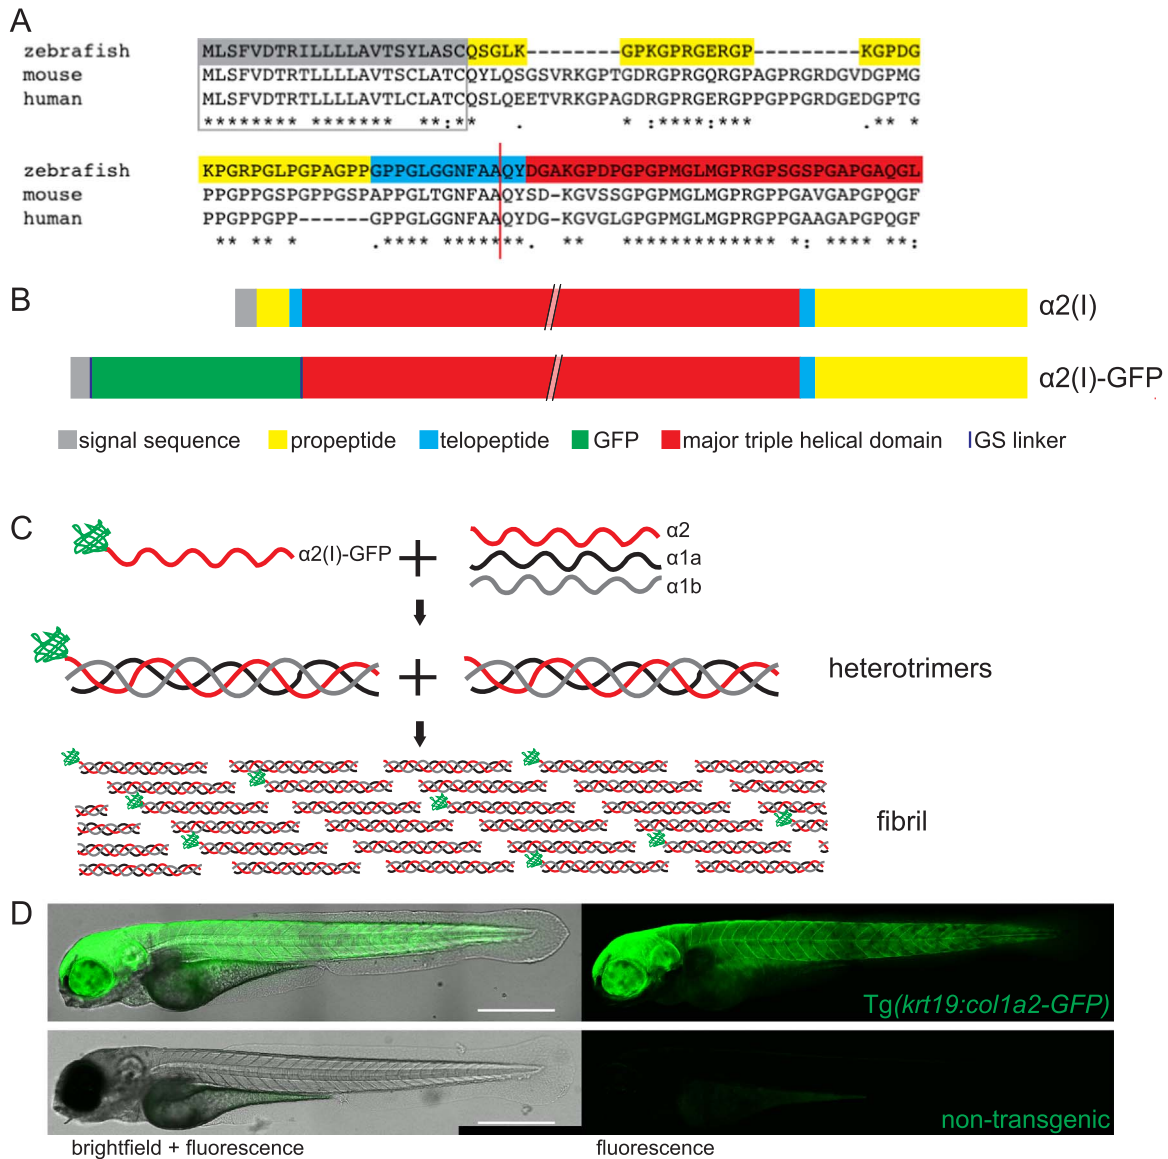 A
zebrafish MLSFVDTRILLLLAVTSYLASCQSGLK--------GPKGPRGERGP---------KGPDG
mouse MLSFVDTRTLLLLAVTSCLATCQYLQSGSVRKGPTGDRGPRGQRGPAGPRGRDGVDGPMG
human MLSFVDTRTLLLLAVTLCLATCQSLQEETVRKGPAGDRGPRGERGPPGPPGRDGEDGPTG
******** ******* **:** . * :****:*** .** *
zebrafish KPGRPGLPGPAGPPGPPGLGGNFAAQYDGAKGPDPGPGPMGLMGPRGPSGSPGAPGAQGL
mouse PPGPPGSPGPPGSPAPPGLTGNFAAQYSD-KGVSSGPGPMGLMGPRGPPGAVGAPGPQGF
human PPGPPGPP------GPPGLGGNFAAQYDG-KGVGLGPGPMGLMGPRGPPGAAGAPGPQGF
** ** * .**** *******. ** ************* *: **** **:
B
α2(I)
α2(I)-GFP
signal sequence propeptide telopeptide GFP major triple helical domain GS linker
C
α2(I)-GFP
α2
α1a
α1b
heterotrimers
fibril
D
Tg(krt19:col1a2-GFP)
non-transgenic
brightfield + fluorescence fluorescence